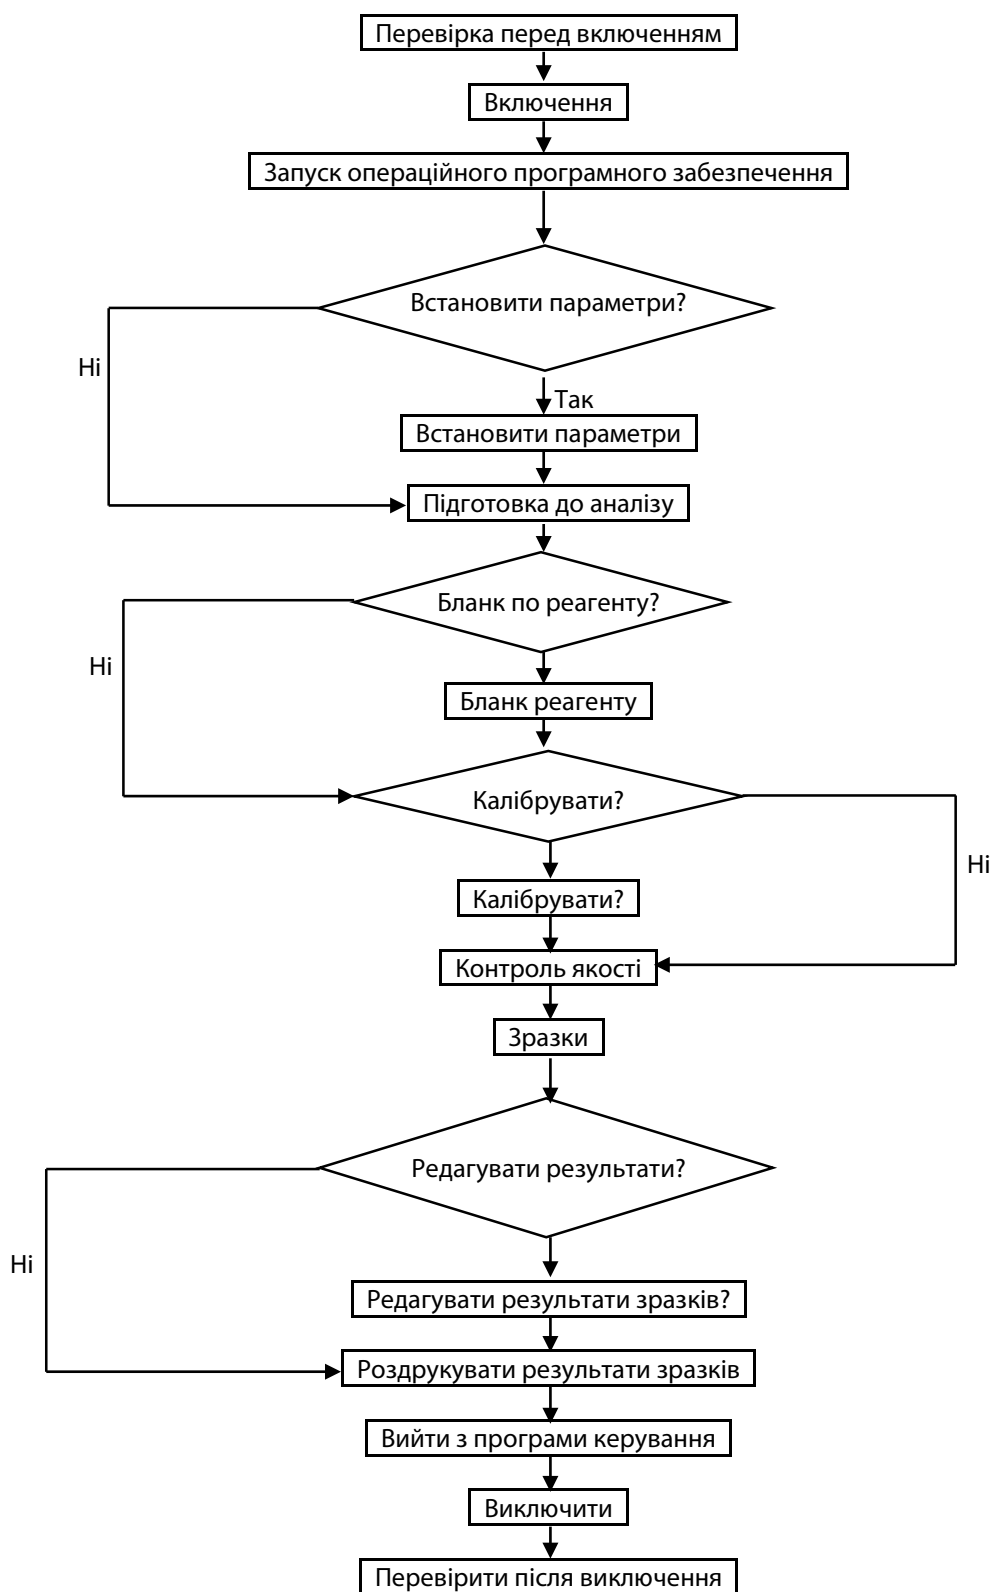 Перевірка перед включенням
Включення
Запуск операційного програмного забезпечення
Встановити параметри?
Ні
Так
Встановити параметри
Підготовка до аналізу
Бланк по реагенту?
Ні
Бланк реагенту
Калібрувати?
Ні
Калібрувати?
Контроль якості
Зразки
Редагувати результати?
Ні
Редагувати результати зразків?
Роздрукувати результати зразків
Вийти з програми керування
Виключити
Перевірити після виключення